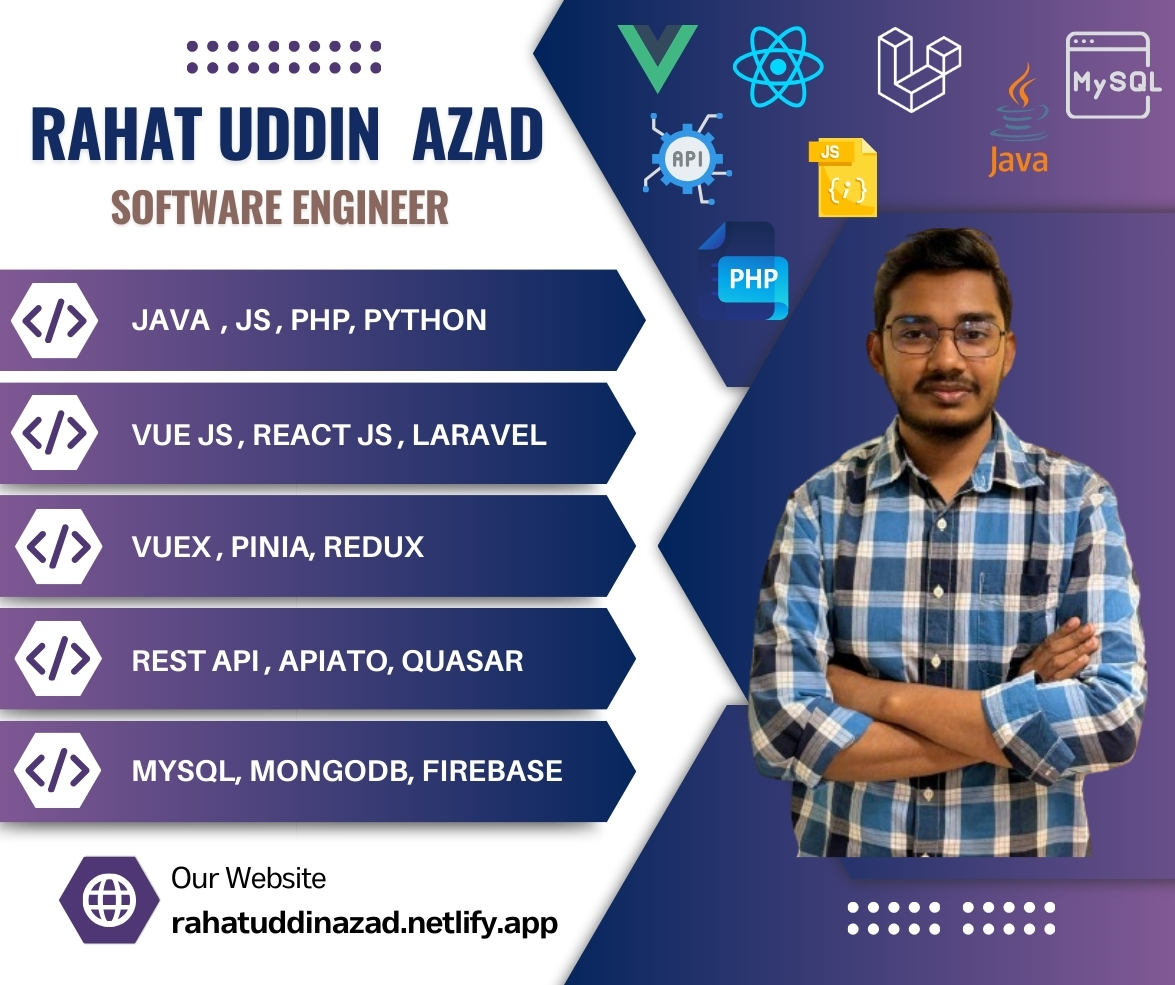 RAHAT UDDIN AZAD
SOFTWARE ENGINEER
JAVA , JS , PHP, PYTHON
VUE JS , REACT JS , LARAVEL
VUEX , PINIA, REDUX
REST API , APIATO, QUASAR
MYSQL, MONGODB, FIREBASE
Our Website
rahatuddinazad.netlify.app
MySQL
API
JS
{;}
Java
PHP